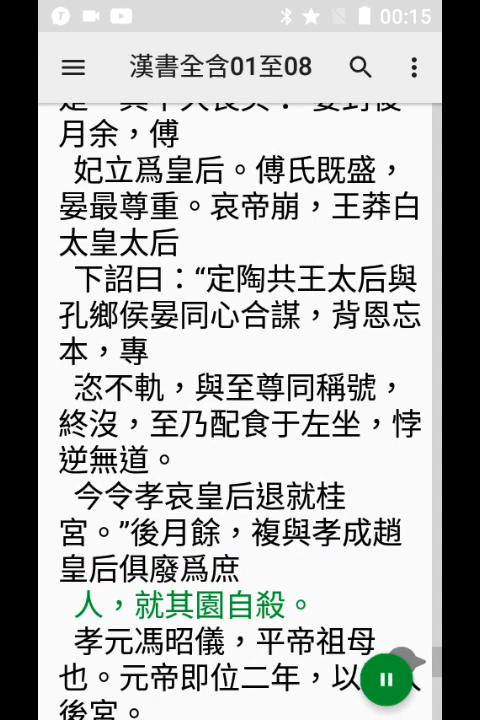 00:15
漢書全含01至08
月余，傅
妃立爲皇后。傅氏既盛，
晏最尊重。哀帝崩，王莽白
太皇太后
下詔曰：“定陶共王太后與
孔鄉侯晏同心合謀，背恩忘
本，專
恣不軌，與至尊同稱號，
終沒，至乃配食于左坐，悖
逆無道。
今令孝哀皇后退就桂
宮。”後月餘，複與孝成趙
皇后俱廢爲庶
人，就其園自殺。
孝元馮昭儀，平帝祖母
也。元帝即位二年，以
後宮。